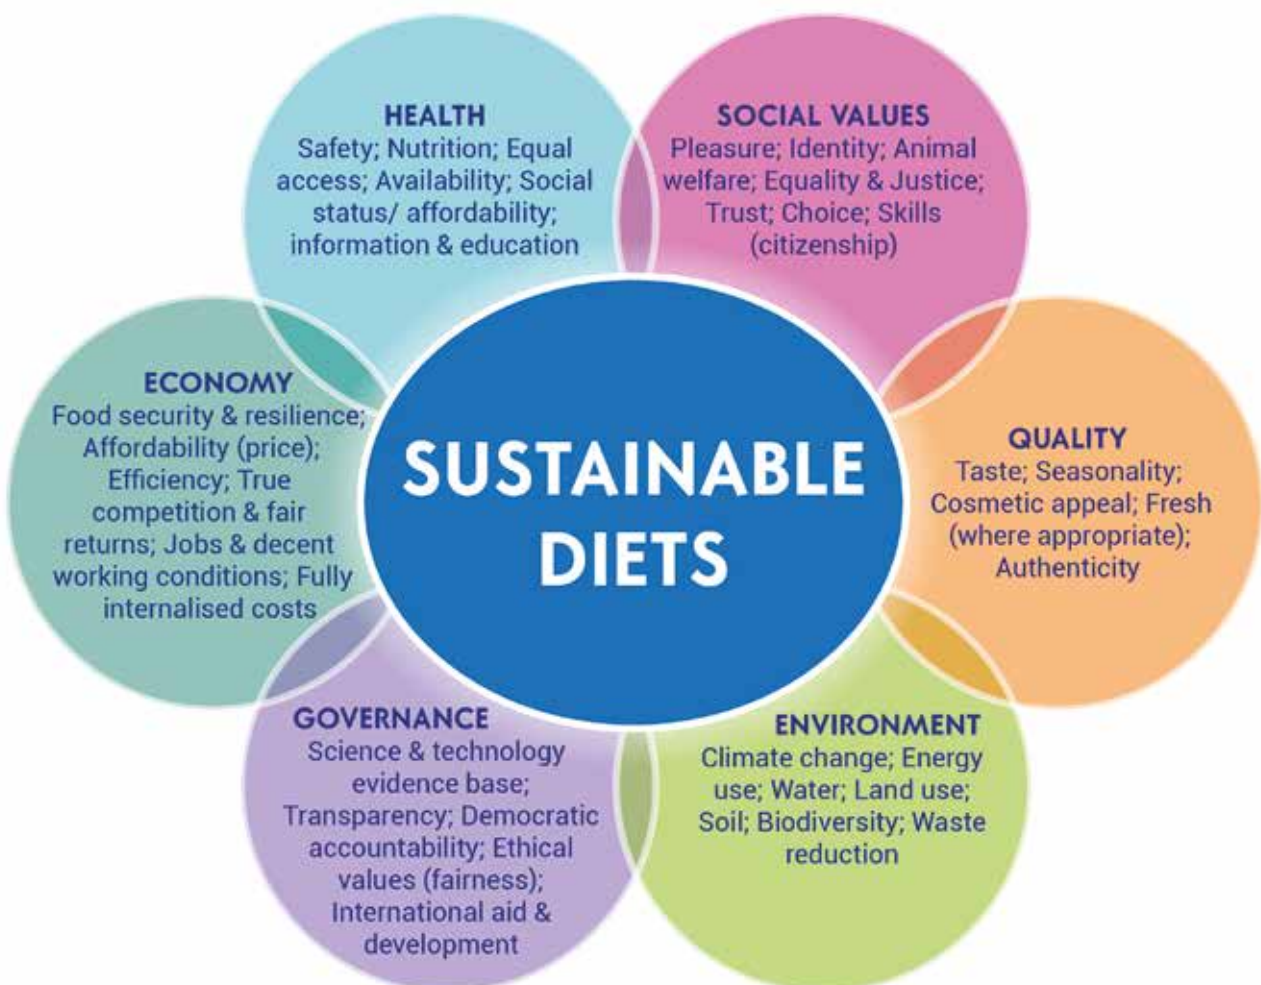 HEALTH
Safety; Nutrition; Equal
access; Availability; Social
status/ affordability;
information & education
SOCIAL VALUES
Pleasure; Identity; Animal
welfare; Equality & Justice;
Trust; Choice; Skills
(citizenship)
ECONOMY
Food security & resilience;
Affordability (price);
Efficiency; True
competition & fair
returns; Jobs & decent
working conditions; Fully
internalised costs
SUSTAINABLE
DIETS
QUALITY
Taste; Seasonality;
Cosmetic appeal; Fresh
(where appropriate);
Authenticity
GOVERNANCE
Science & technology
evidence base;
Transparency; Democratic
accountability; Ethical
values (fairness);
International aid &
development
ENVIRONMENT
Climate change; Energy
use; Water; Land use;
Soil; Biodiversity; Waste
reduction